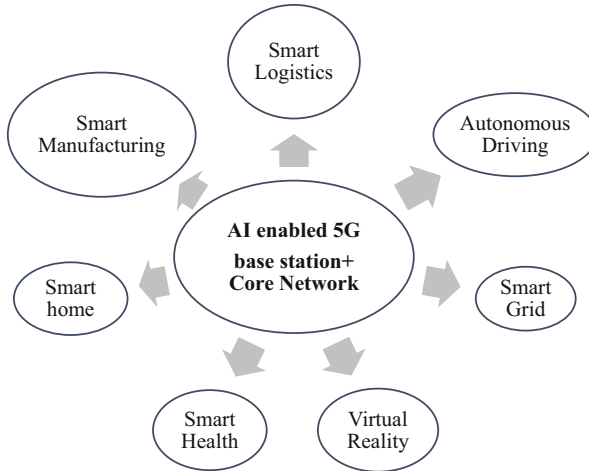 Smart
Logistics
Smart
Manufacturing
Autonomous
Driving
AI enabled 5G
base station+
Core Network
Smart
home
Smart
Grid
Smart
Health
Virtual
Reality